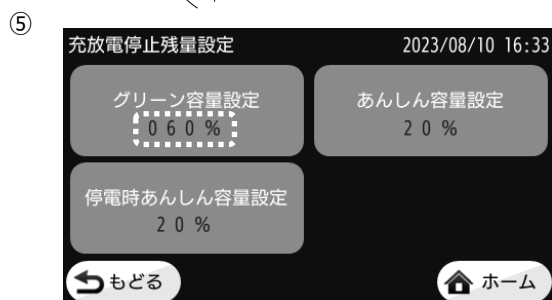 ⑤
充放電停止残量設定 2023/08/10 16:33
グリーン容量設定 あんしん容量設定
060% 20%
停電時あんしん容量設定
20%
もどる ホーム